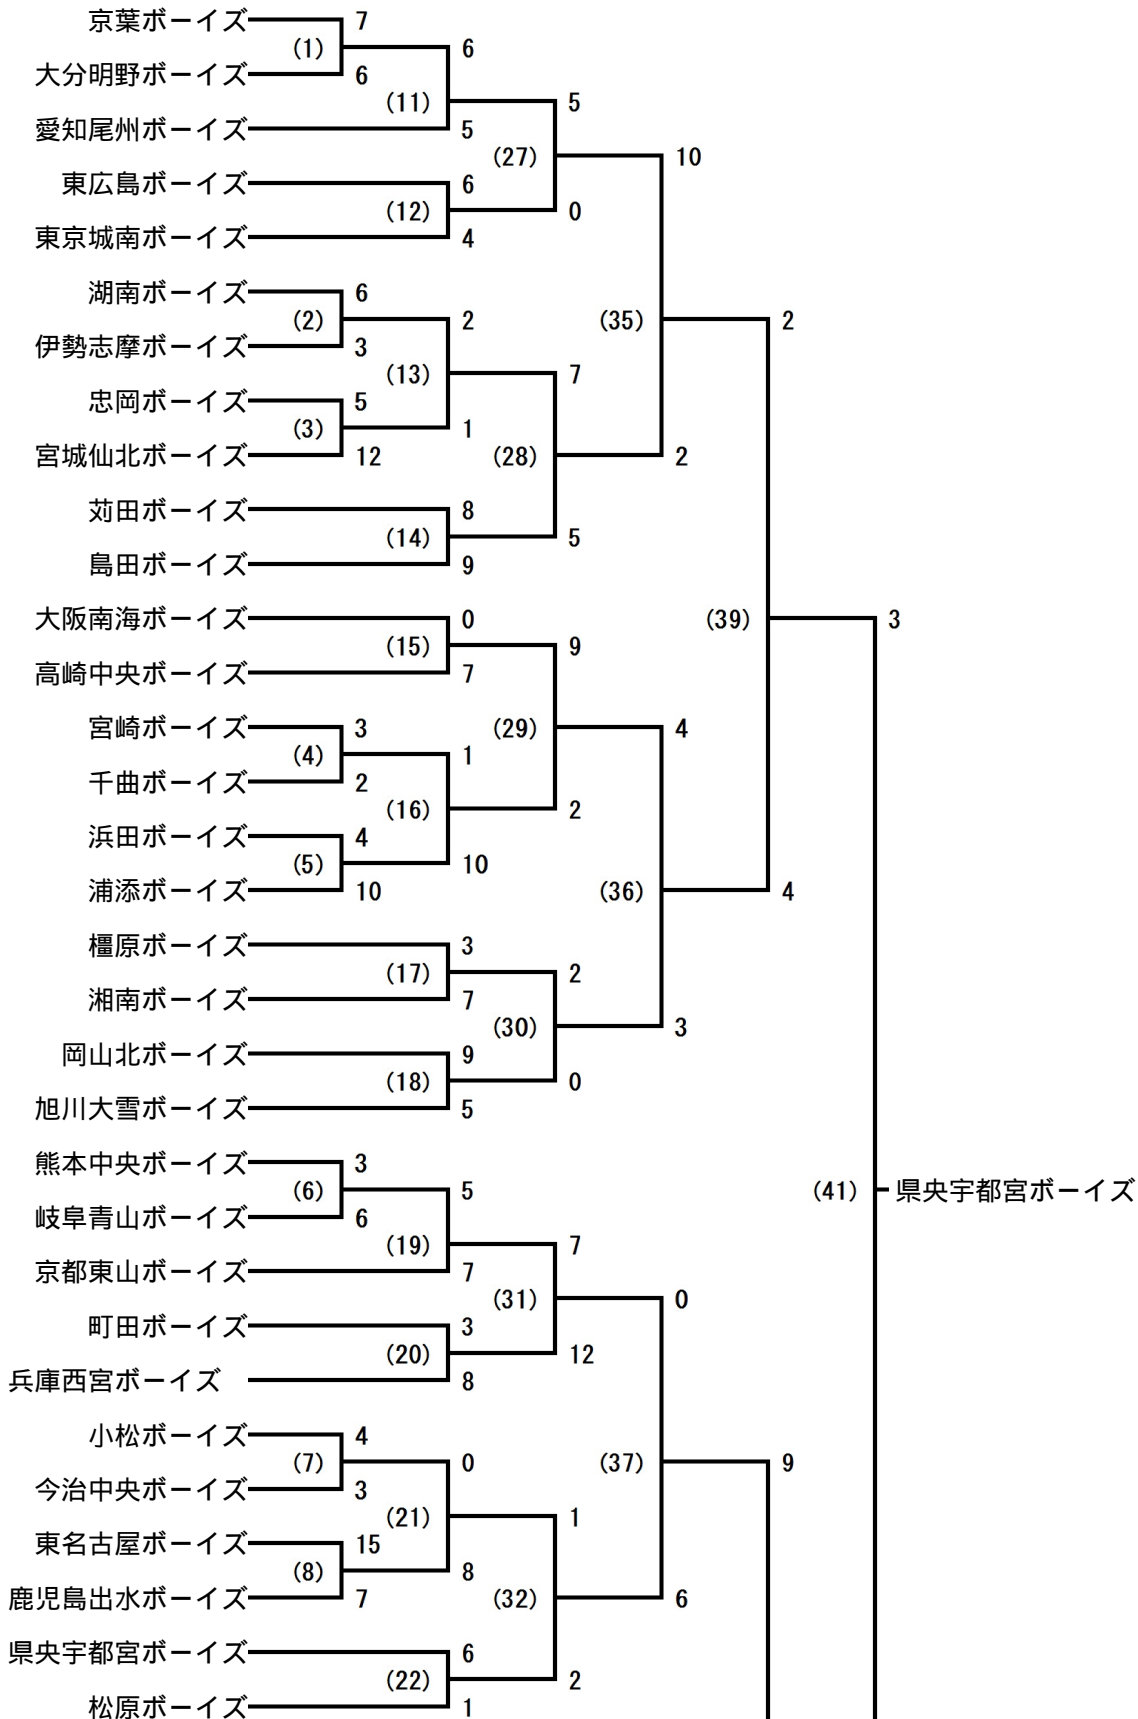 京葉ボーイズ 7
(1) 6
大分明野ボーイズ 6
(11) 5
愛知尾州ボーイズ 5
(27) 10
東広島ボーイズ 6
(12) 0
東京城南ボーイズ 4
湖南ボーイズ 6
(2) 2 (35) 2
伊勢志摩ボーイズ 3
(13) 7
忠岡ボーイズ 5
(3) 1
宮城仙北ボーイズ 12 (28) 2
苅田ボーイズ 8
(14) 5
島田ボーイズ 9
大阪南海ボーイズ 0 (39) 3
(15) 9
高崎中央ボーイズ 7
宮崎ボーイズ 3 (29) 4
(4) 1
千曲ボーイズ 2
(16) 2
浜田ボーイズ 4
(5) 10
浦添ボーイズ 10 (36) 4
橿原ボーイズ 3
(17) 2
湘南ボーイズ 7
(30) 3
岡山北ボーイズ 9
(18) 0
旭川大雪ボーイズ 5
熊本中央ボーイズ 3
(6) 5 (41) 県央宇都宮ボーイズ
岐阜青山ボーイズ 6
(19) 7
京都東山ボーイズ 7
(31) 0
町田ボーイズ 3
(20) 12
兵庫西宮ボーイズ 8
小松ボーイズ 4
(7) 0 (37) 9
今治中央ボーイズ 3
(21) 1
東名古屋ボーイズ 15
(8) 8
鹿児島出水ボーイズ 7 (32) 6
県央宇都宮ボーイズ 6
(22) 2
松原ボーイズ 1